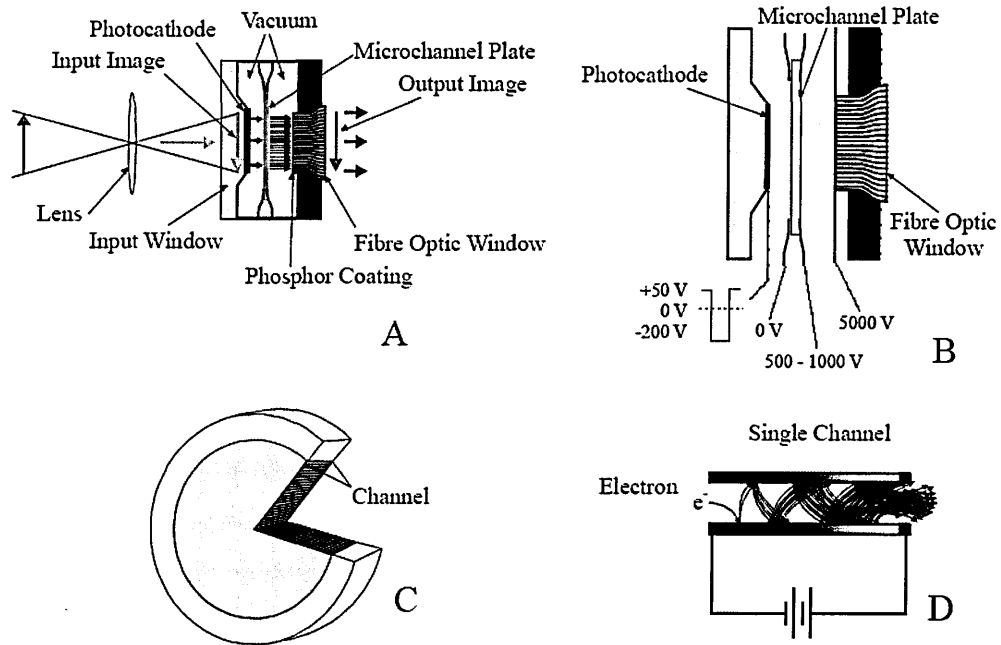 Photocathode
Vacuum
Input Image
Microchannel Plate
Output Image
Lens
Input Window
Fibre Optic Window
Phosphor Coating
A
Microchannel Plate
Photocathode
Fibre Optic
Window
+50 V
0 V
-200 V
0 V
5000 V
500 - 1000 V
B
Channel
C
Single Channel
Electron
e-
D